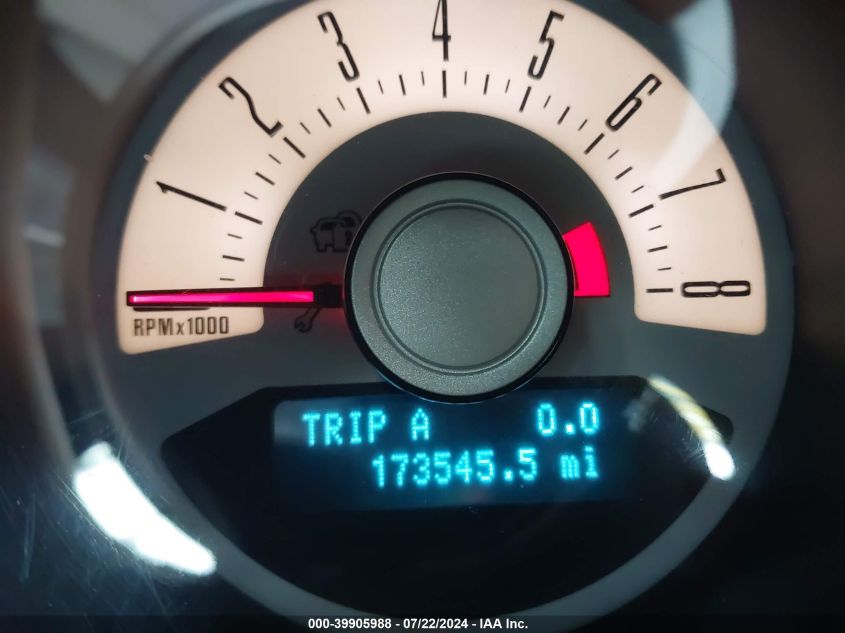 1 2 3 4 5 6 7 8
RPMx1000
TRIP A 0.0
173545.5 mi
000-39905988 - 07/22/2024 - IAA Inc.